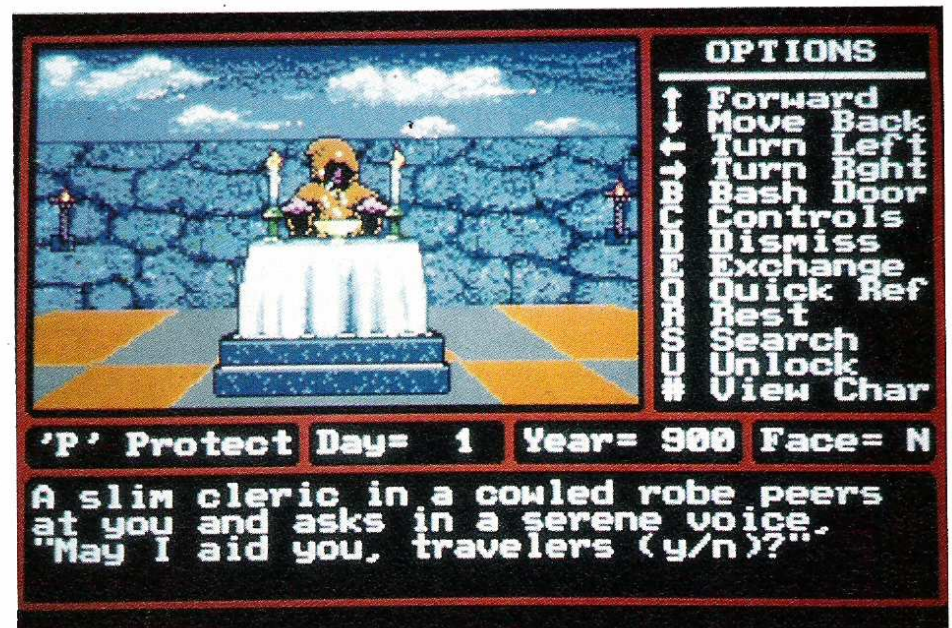 OPTIONS
↑ Forward
↓ Move Back
← Turn Left
→ Turn Rght
B Bash Door
C Controls
D Dismiss
E Exchange
Q Quick Ref
R Rest
S Search
U Unlock
# View Char
'P' Protect Day= 1 Year= 900 Face= N
A slim cleric in a cowled robe peers
at you and asks in a serene voice,
"May I aid you, travelers (y/n)?"